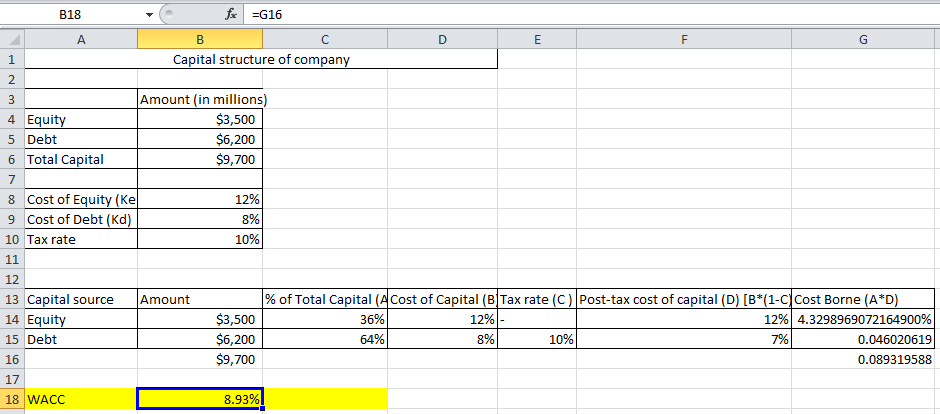 B18 fx =G16
A B C D E F G
1 Capital structure of company
2
3 Amount (in millions)
4 Equity $3,500
5 Debt $6,200
6 Total Capital $9,700
7
8 Cost of Equity (Ke 12%
9 Cost of Debt (Kd) 8%
10 Tax rate 10%
11
12
13 Capital source Amount % of Total Capital (A Cost of Capital (B Tax rate (C ) Post-tax cost of capital (D) [B*(1-C) Cost Borne (A*D)
14 Equity $3,500 36% 12% - 12% 4.3298969072164900%
15 Debt $6,200 64% 8% 10% 7% 0.046020619
16 $9,700 0.089319588
17
18 WACC 8.93%